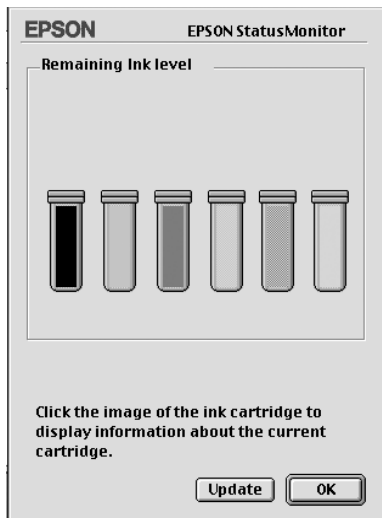 EPSON EPSON StatusMonitor
Remaining Ink level
Click the image of the ink cartridge to
display information about the current
cartridge.
Update OK